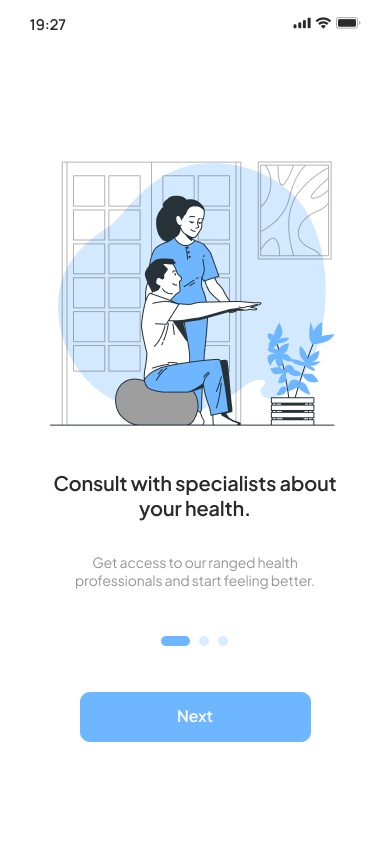 19:27
Consult with specialists about
your health.
Get access to our ranged health
professionals and start feeling better.
Next